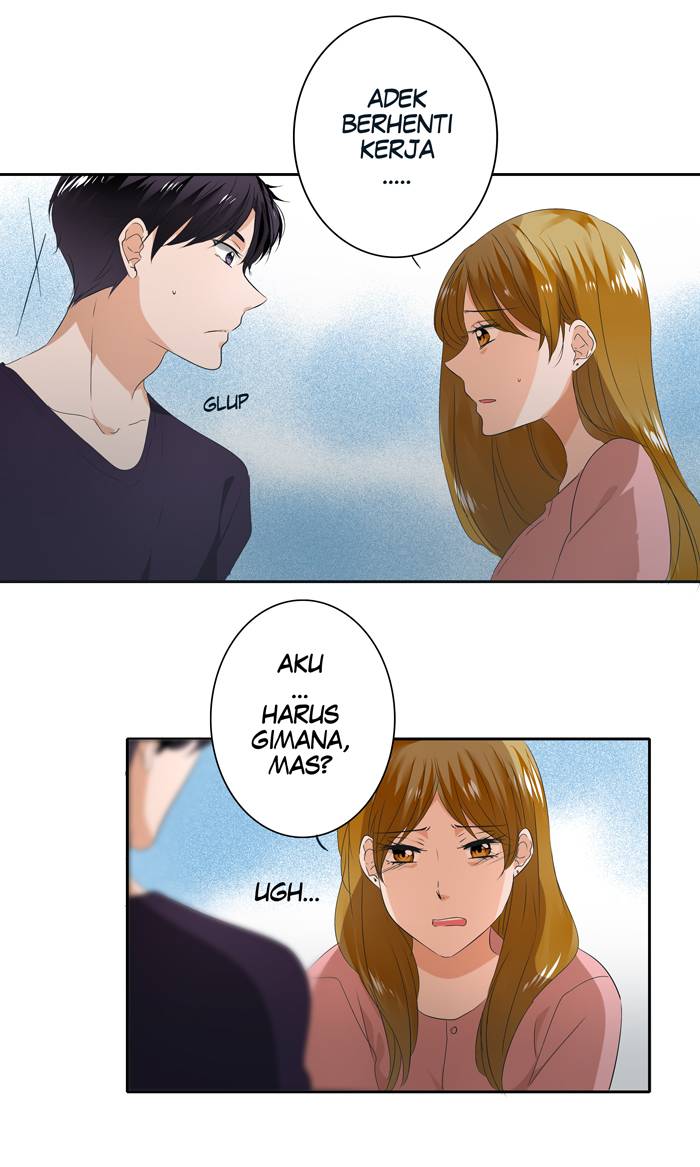 ADEK
BERHENTI
KERJA
.....
GLUP
AKU
...
HARUS
GIMANA,
MAS?
UGH...